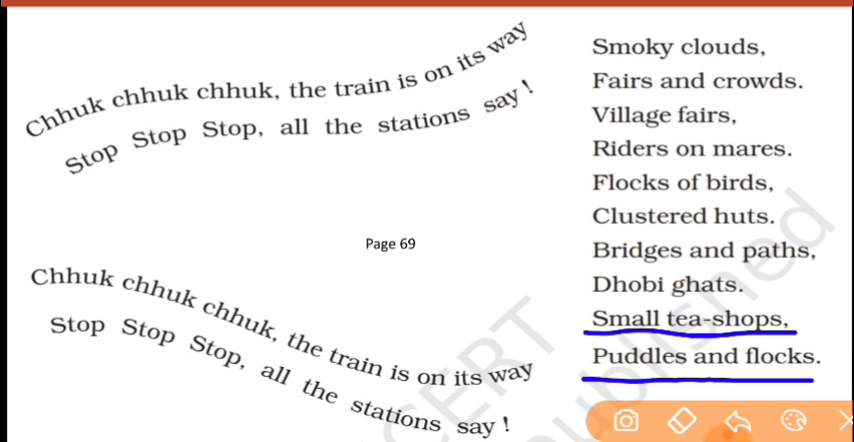 Chhuk chhuk chhuk, the train is on its way
Stop Stop Stop, all the stations say !
Page 69
Chhuk chhuk chhuk, the train is on its way
Stop Stop Stop, all the stations say !
Smoky clouds,
Fairs and crowds.
Village fairs,
Riders on mares.
Flocks of birds,
Clustered huts.
Bridges and paths,
Dhobi ghats.
Small tea-shops,
Puddles and flocks.
CERT
ublished